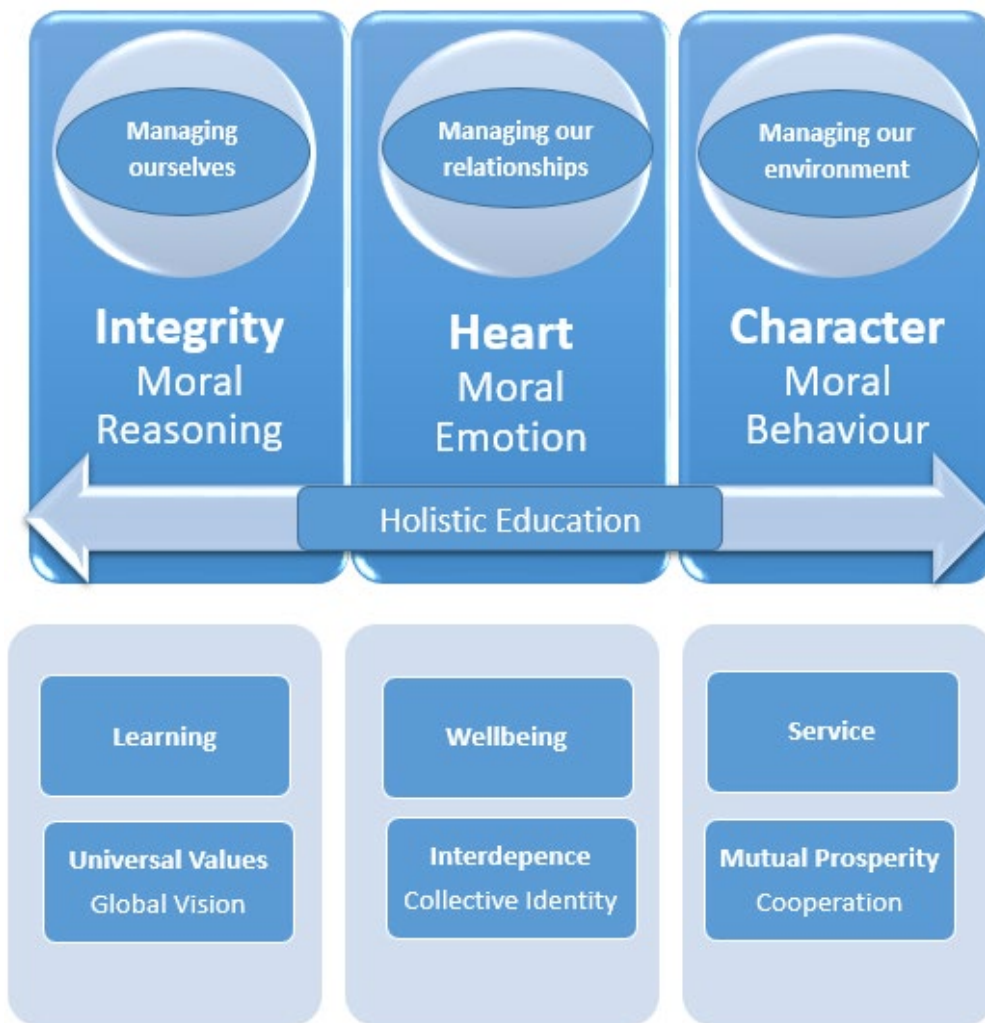 Managing
ourselves
Integrity
Moral
Reasoning
Managing our
relationships
Heart
Moral
Emotion
Managing our
environment
Character
Moral
Behaviour
Holistic Education
Learning
Universal Values
Global Vision
Wellbeing
Interdepence
Collective Identity
Service
Mutual Prosperity
Cooperation